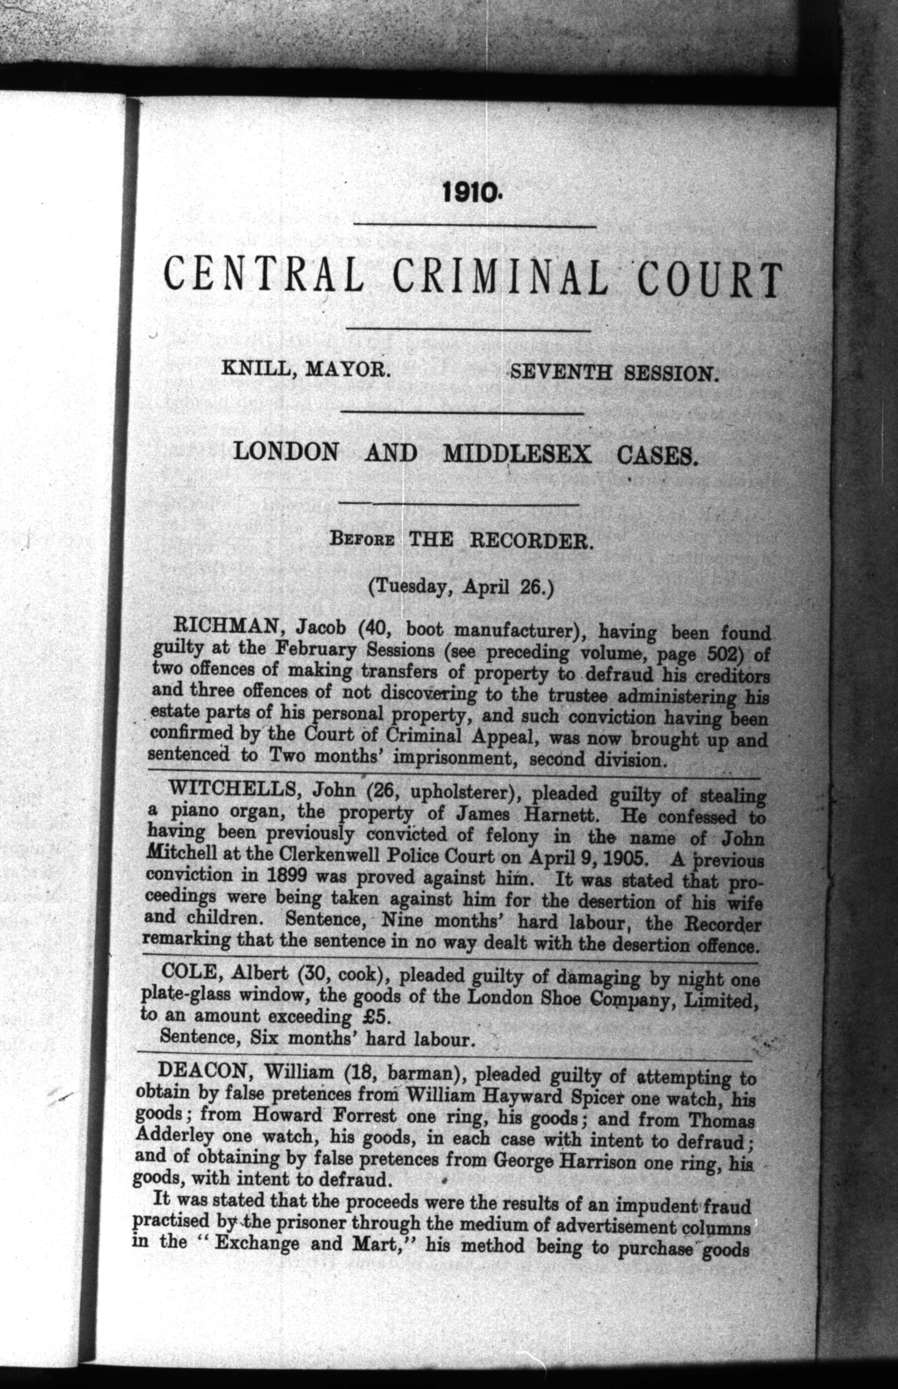 1910.
CENTRAL CRIMINAL COURT
KNILL, MAYOR. SEVENTH SESSION.
LONDON AND MIDDLESEX CASES.
BEFORE THE RECORDER.
(Tuesday, April 26.)
RICHMAN, Jacob (40, boot manufacturer), having been found
guilty at the February Sessions (see preceding volume, page 502) of
two offences of making transfers of property to defraud his creditors
and three offences of not discovering to the trustee administering his
estate parts of his personal property, and such conviction having been
confirmed by the Court of Criminal Appeal, was now brought up and
sentenced to Two months' imprisonment, second division.
WITCHELLS, John (26, upholsterer), pleaded guilty of stealing
a piano organ, the property of James Harnett. He confessed to
having been previously convicted of felony in the name of John
Mitchell at the Clerkenwell Police Court on April 9, 1905. A previous
conviction in 1899 was proved against him. It was stated that pro-
ceedings were being taken against him for the desertion of his wife
and children. Sentence, Nine months' hard labour, the Recorder
remarking that the sentence in no way dealt with the desertion offence.
COLE, Albert (30, cook), pleaded guilty of damaging by night one
plate-glass window, the goods of the London Shoe Company, Limited,
to an amount exceeding £5.
Sentence, Six months' hard labour.
DEACON, William (18, barman), pleaded guilty of attempting to
obtain by false pretences from William Hayward Spicer one watch, his
goods; from Howard Forrest one ring, his goods; and from Thomas
Adderley one watch, his goods, in each case with intent to defraud;
and of obtaining by false pretences from George Harrison one ring, his
goods, with intent to defraud.
It was stated that the proceeds were the results of an impudent fraud
practised by the prisoner through the medium of advertisement columns
in the "Exchange and Mart," his method being to purchase goods